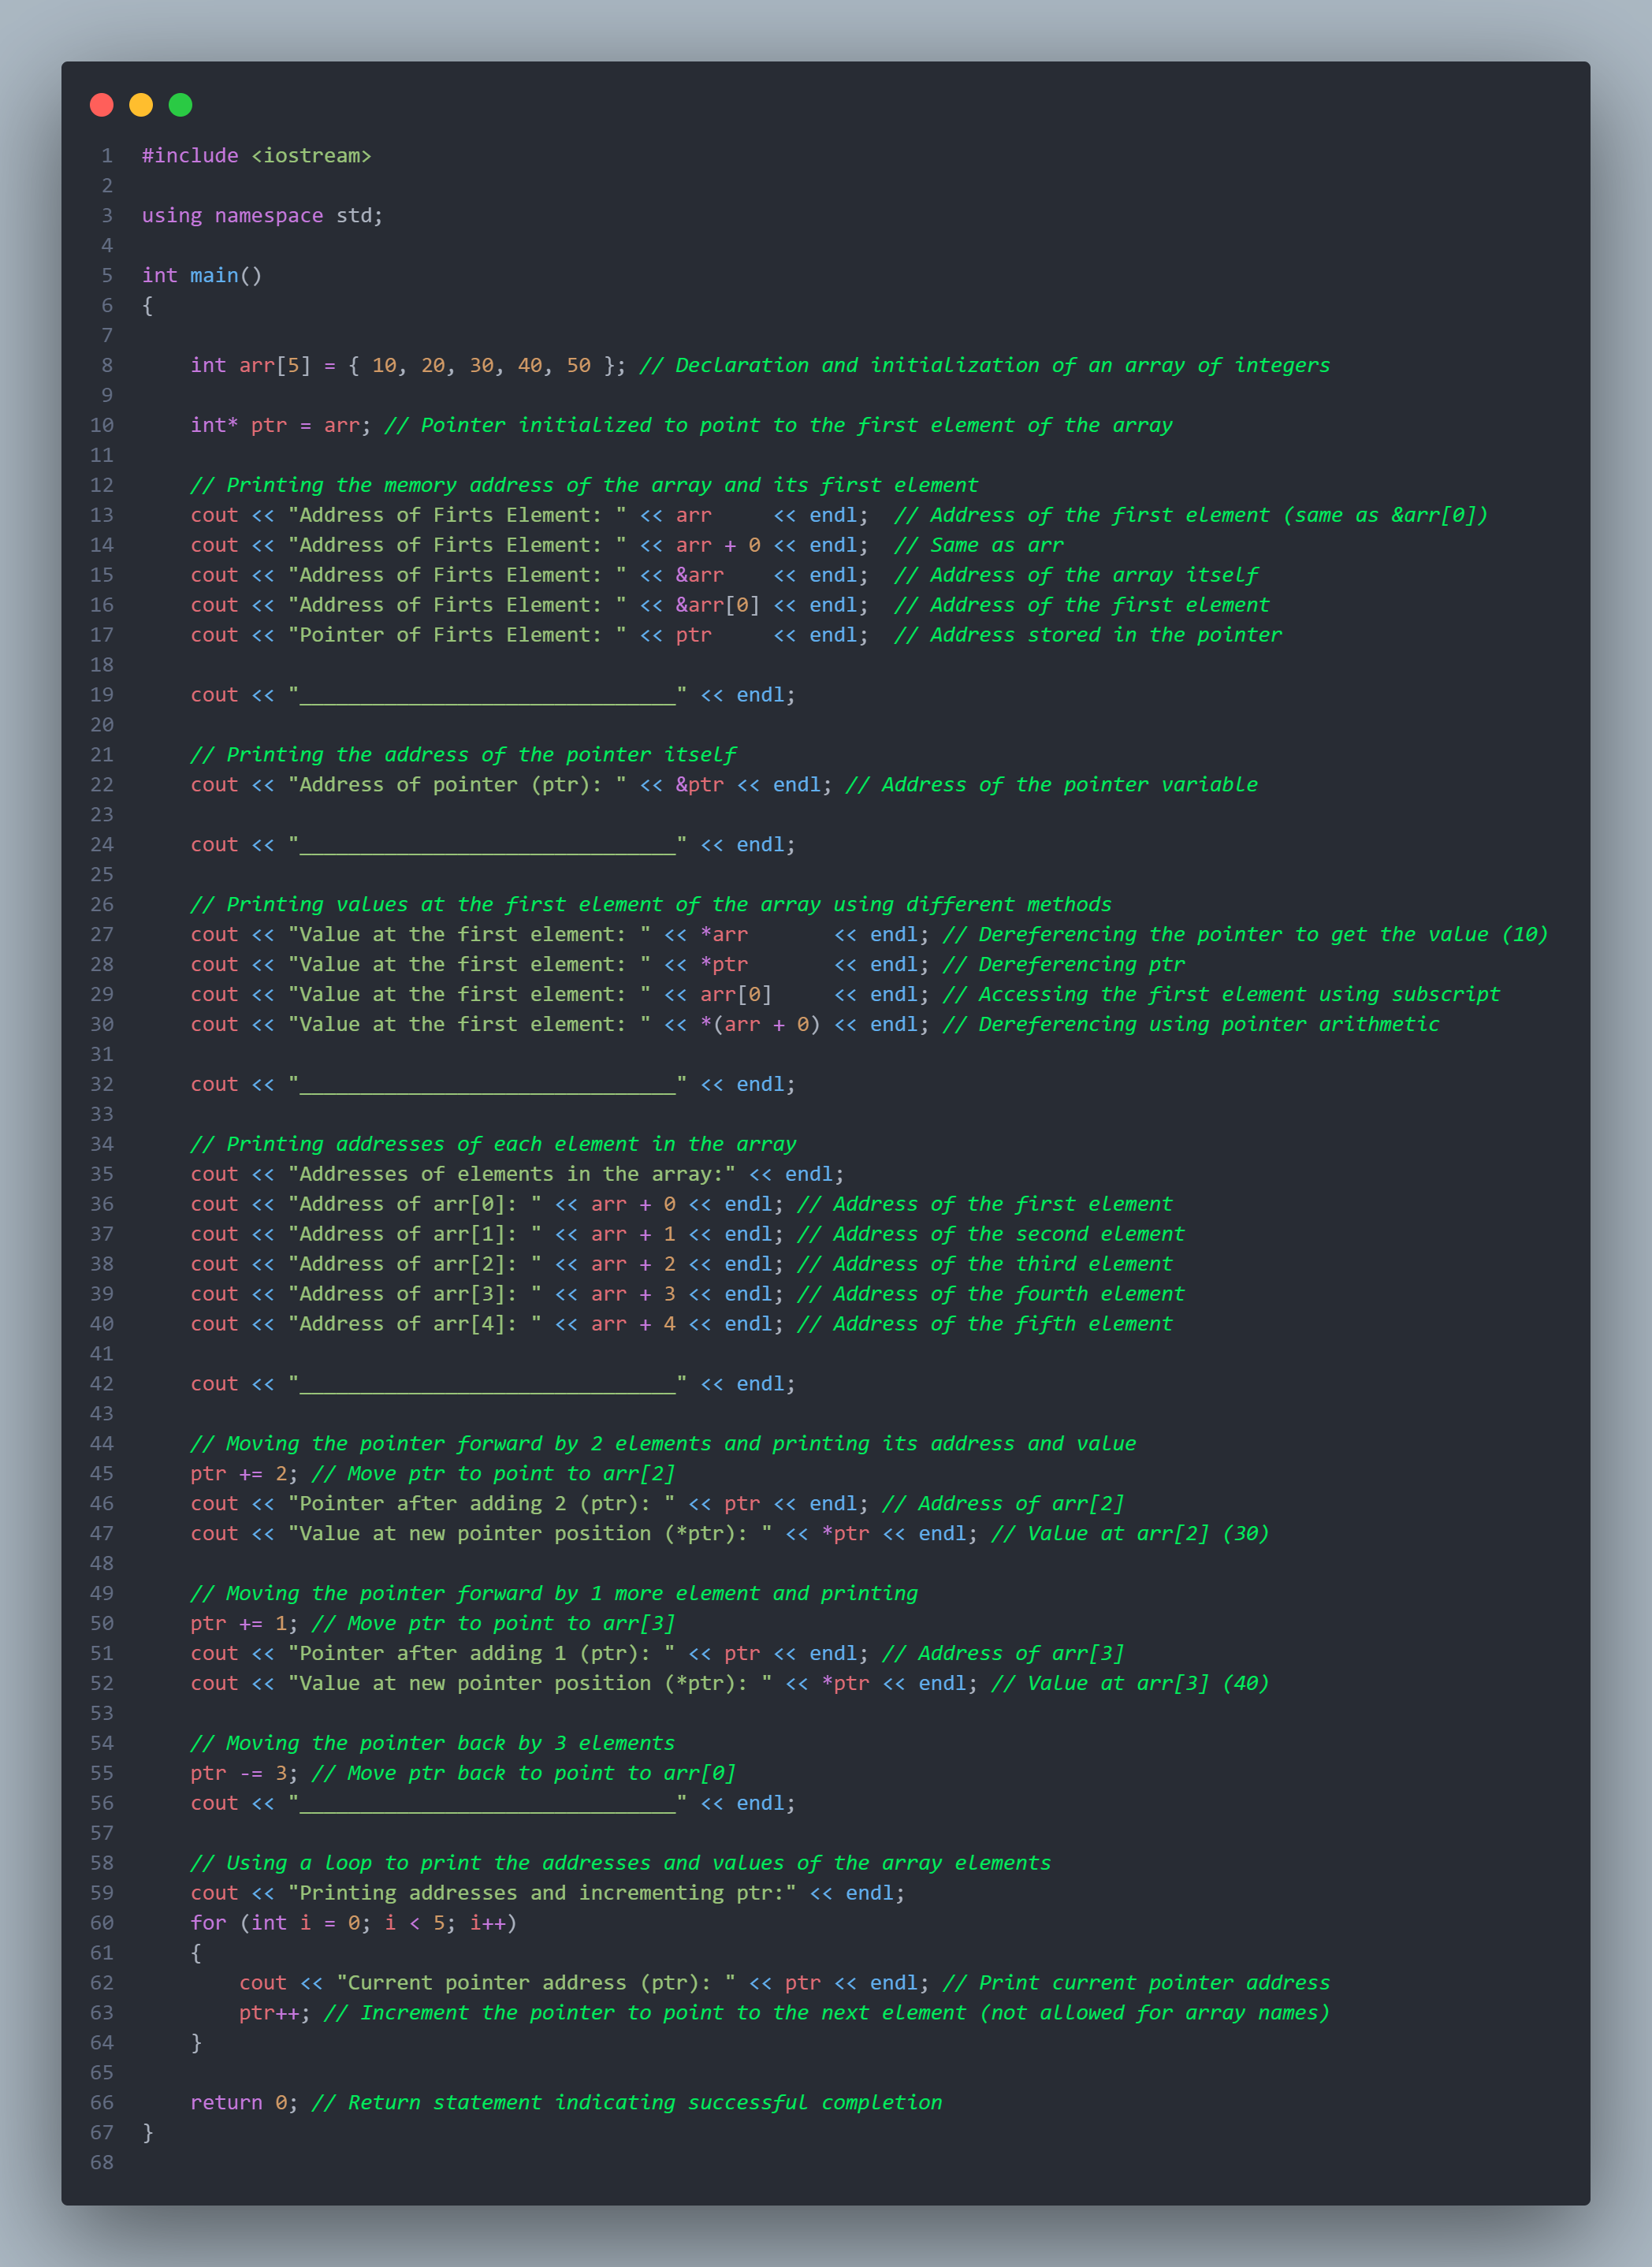 1 #include <iostream>
2
3 using namespace std;
4
5 int main()
6 {
7
8     int arr[5] = { 10, 20, 30, 40, 50 }; // Declaration and initialization of an array of integers
9
10     int* ptr = arr; // Pointer initialized to point to the first element of the array
11
12     // Printing the memory address of the array and its first element
13     cout << "Address of Firts Element: " << arr     << endl;  // Address of the first element (same as &arr[0])
14     cout << "Address of Firts Element: " << arr + 0 << endl;  // Same as arr
15     cout << "Address of Firts Element: " << &arr    << endl;  // Address of the array itself
16     cout << "Address of Firts Element: " << &arr[0] << endl;  // Address of the first element
17     cout << "Pointer of Firts Element: " << ptr     << endl;  // Address stored in the pointer
18
19     cout << "_______________________________" << endl;
20
21     // Printing the address of the pointer itself
22     cout << "Address of pointer (ptr): " << &ptr << endl; // Address of the pointer variable
23
24     cout << "_______________________________" << endl;
25
26     // Printing values at the first element of the array using different methods
27     cout << "Value at the first element: " << *arr       << endl; // Dereferencing the pointer to get the value (10)
28     cout << "Value at the first element: " << *ptr       << endl; // Dereferencing ptr
29     cout << "Value at the first element: " << arr[0]     << endl; // Accessing the first element using subscript
30     cout << "Value at the first element: " << *(arr + 0) << endl; // Dereferencing using pointer arithmetic
31
32     cout << "_______________________________" << endl;
33
34     // Printing addresses of each element in the array
35     cout << "Addresses of elements in the array:" << endl;
36     cout << "Address of arr[0]: " << arr + 0 << endl; // Address of the first element
37     cout << "Address of arr[1]: " << arr + 1 << endl; // Address of the second element
38     cout << "Address of arr[2]: " << arr + 2 << endl; // Address of the third element
39     cout << "Address of arr[3]: " << arr + 3 << endl; // Address of the fourth element
40     cout << "Address of arr[4]: " << arr + 4 << endl; // Address of the fifth element
41
42     cout << "_______________________________" << endl;
43
44     // Moving the pointer forward by 2 elements and printing its address and value
45     ptr += 2; // Move ptr to point to arr[2]
46     cout << "Pointer after adding 2 (ptr): " << ptr << endl; // Address of arr[2]
47     cout << "Value at new pointer position (*ptr): " << *ptr << endl; // Value at arr[2] (30)
48
49     // Moving the pointer forward by 1 more element and printing
50     ptr += 1; // Move ptr to point to arr[3]
51     cout << "Pointer after adding 1 (ptr): " << ptr << endl; // Address of arr[3]
52     cout << "Value at new pointer position (*ptr): " << *ptr << endl; // Value at arr[3] (40)
53
54     // Moving the pointer back by 3 elements
55     ptr -= 3; // Move ptr back to point to arr[0]
56     cout << "_______________________________" << endl;
57
58     // Using a loop to print the addresses and values of the array elements
59     cout << "Printing addresses and incrementing ptr:" << endl;
60     for (int i = 0; i < 5; i++)
61     {
62         cout << "Current pointer address (ptr): " << ptr << endl; // Print current pointer address
63         ptr++; // Increment the pointer to point to the next element (not allowed for array names)
64     }
65
66     return 0; // Return statement indicating successful completion
67 }
68